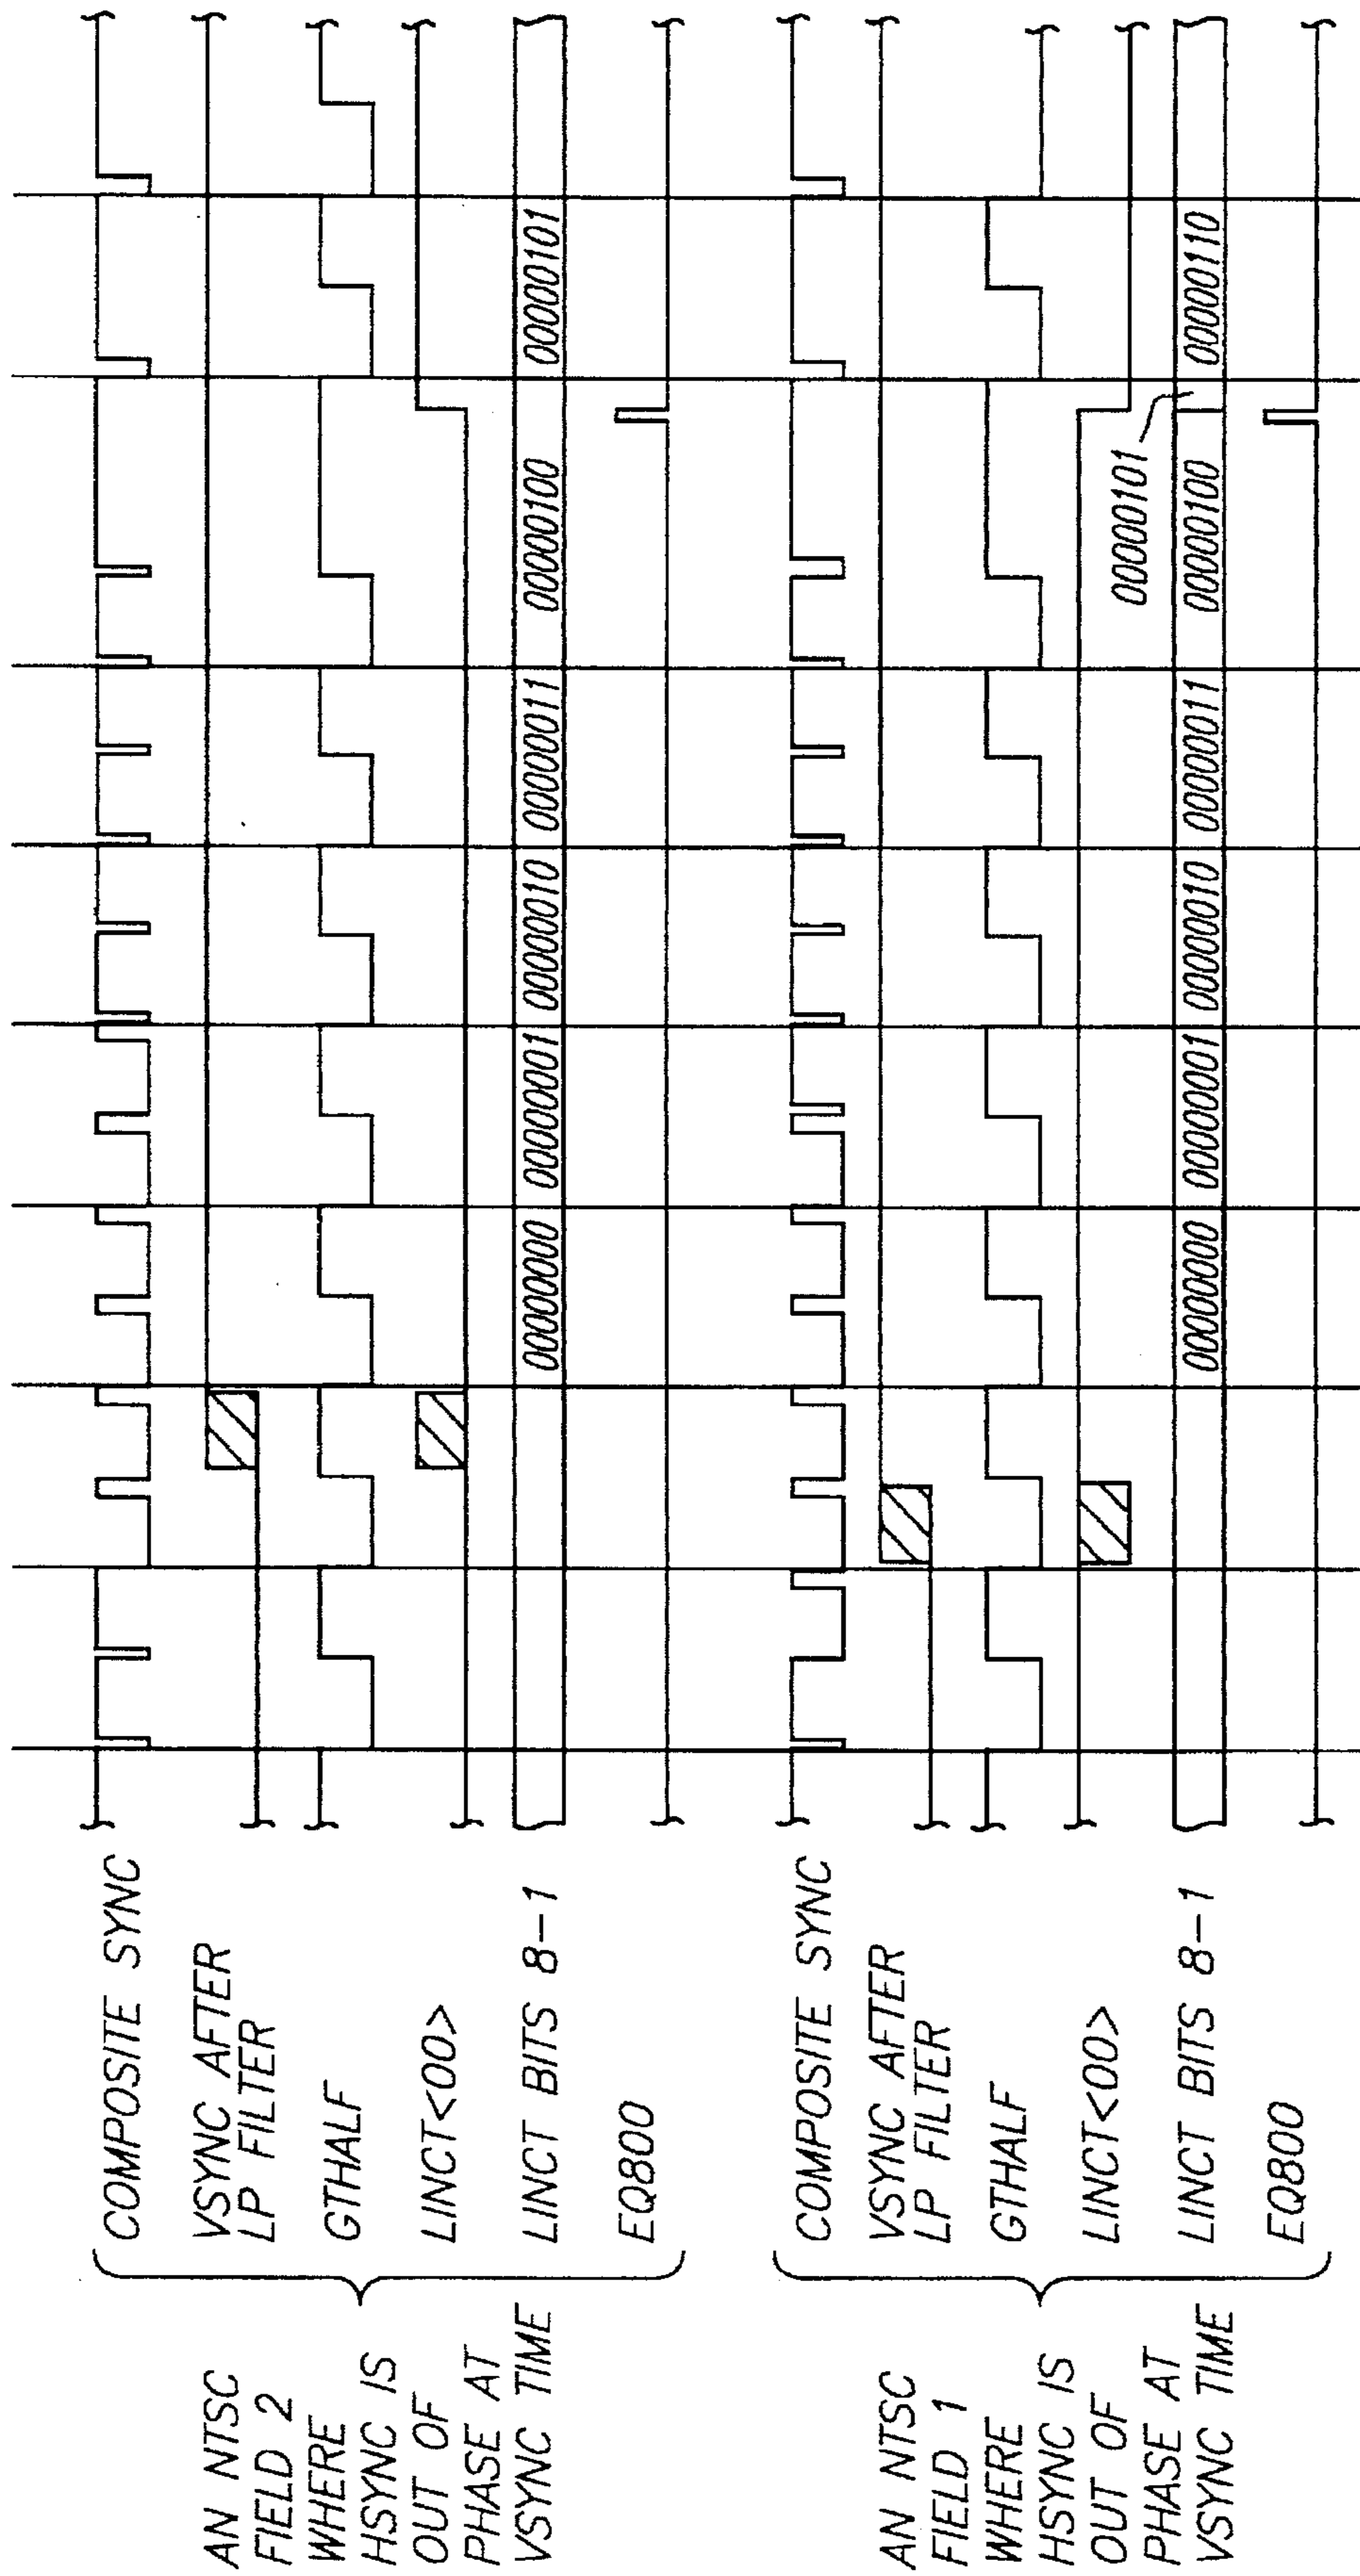 AN NTSC
FIELD 2
WHERE
HSYNC IS
OUT OF
PHASE AT
VSYNC TIME
COMPOSITE SYNC
VSYNC AFTER
LP FILTER
GTHALF
LINCT<00>
LINCT BITS 8-1
00000000
00000001
00000010
00000011
00000100
00000101
EQ800
AN NTSC
FIELD 1
WHERE
HSYNC IS
OUT OF
PHASE AT
VSYNC TIME
COMPOSITE SYNC
VSYNC AFTER
LP FILTER
GTHALF
LINCT<00>
00000101
LINCT BITS 8-1
00000000
00000001
00000010
00000011
00000100
00000110
EQ800